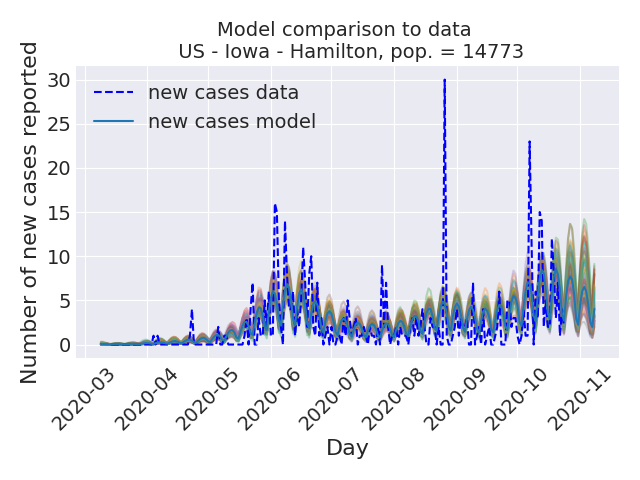 Model comparison to data
US - Iowa - Hamilton, pop. = 14773
Number of new cases reported
30
25
20
15
10
5
0
new cases data
new cases model
2020-03
2020-04
2020-05
2020-06
2020-07
2020-08
2020-09
2020-10
2020-11
Day